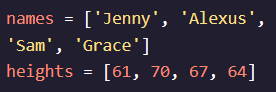 names = ['Jenny', 'Alexus',
'Sam', 'Grace']
heights = [61, 70, 67, 64]